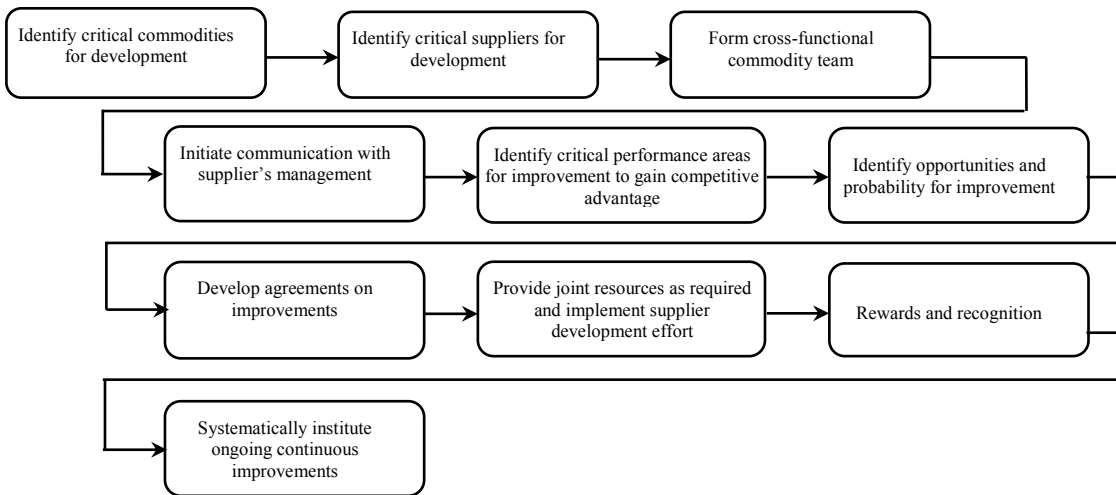 Identify critical commodities
for development
Identify critical suppliers for
development
Form cross-functional
commodity team
Initiate communication with
supplier’s management
Identify critical performance areas
for improvement to gain competitive
advantage
Identify opportunities and
probability for improvement
Develop agreements on
improvements
Provide joint resources as required
and implement supplier
development effort
Rewards and recognition
Systematically institute
ongoing continuous
improvements